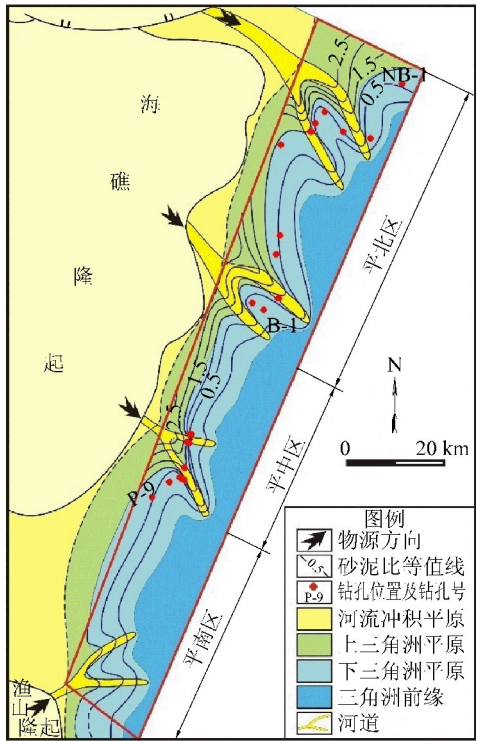 海
礁
隆
起
2.5
1.5
0.5
NB-1
平北区
B-1
1.5
0.5
2.5
平中区
P-9
平南区
渔
山
隆起
N
0 20 km
图例
物源方向
0.5 砂泥比等值线
P-9 钻孔位置及钻孔号
河流冲积平原
上三角洲平原
下三角洲平原
三角洲前缘
河道